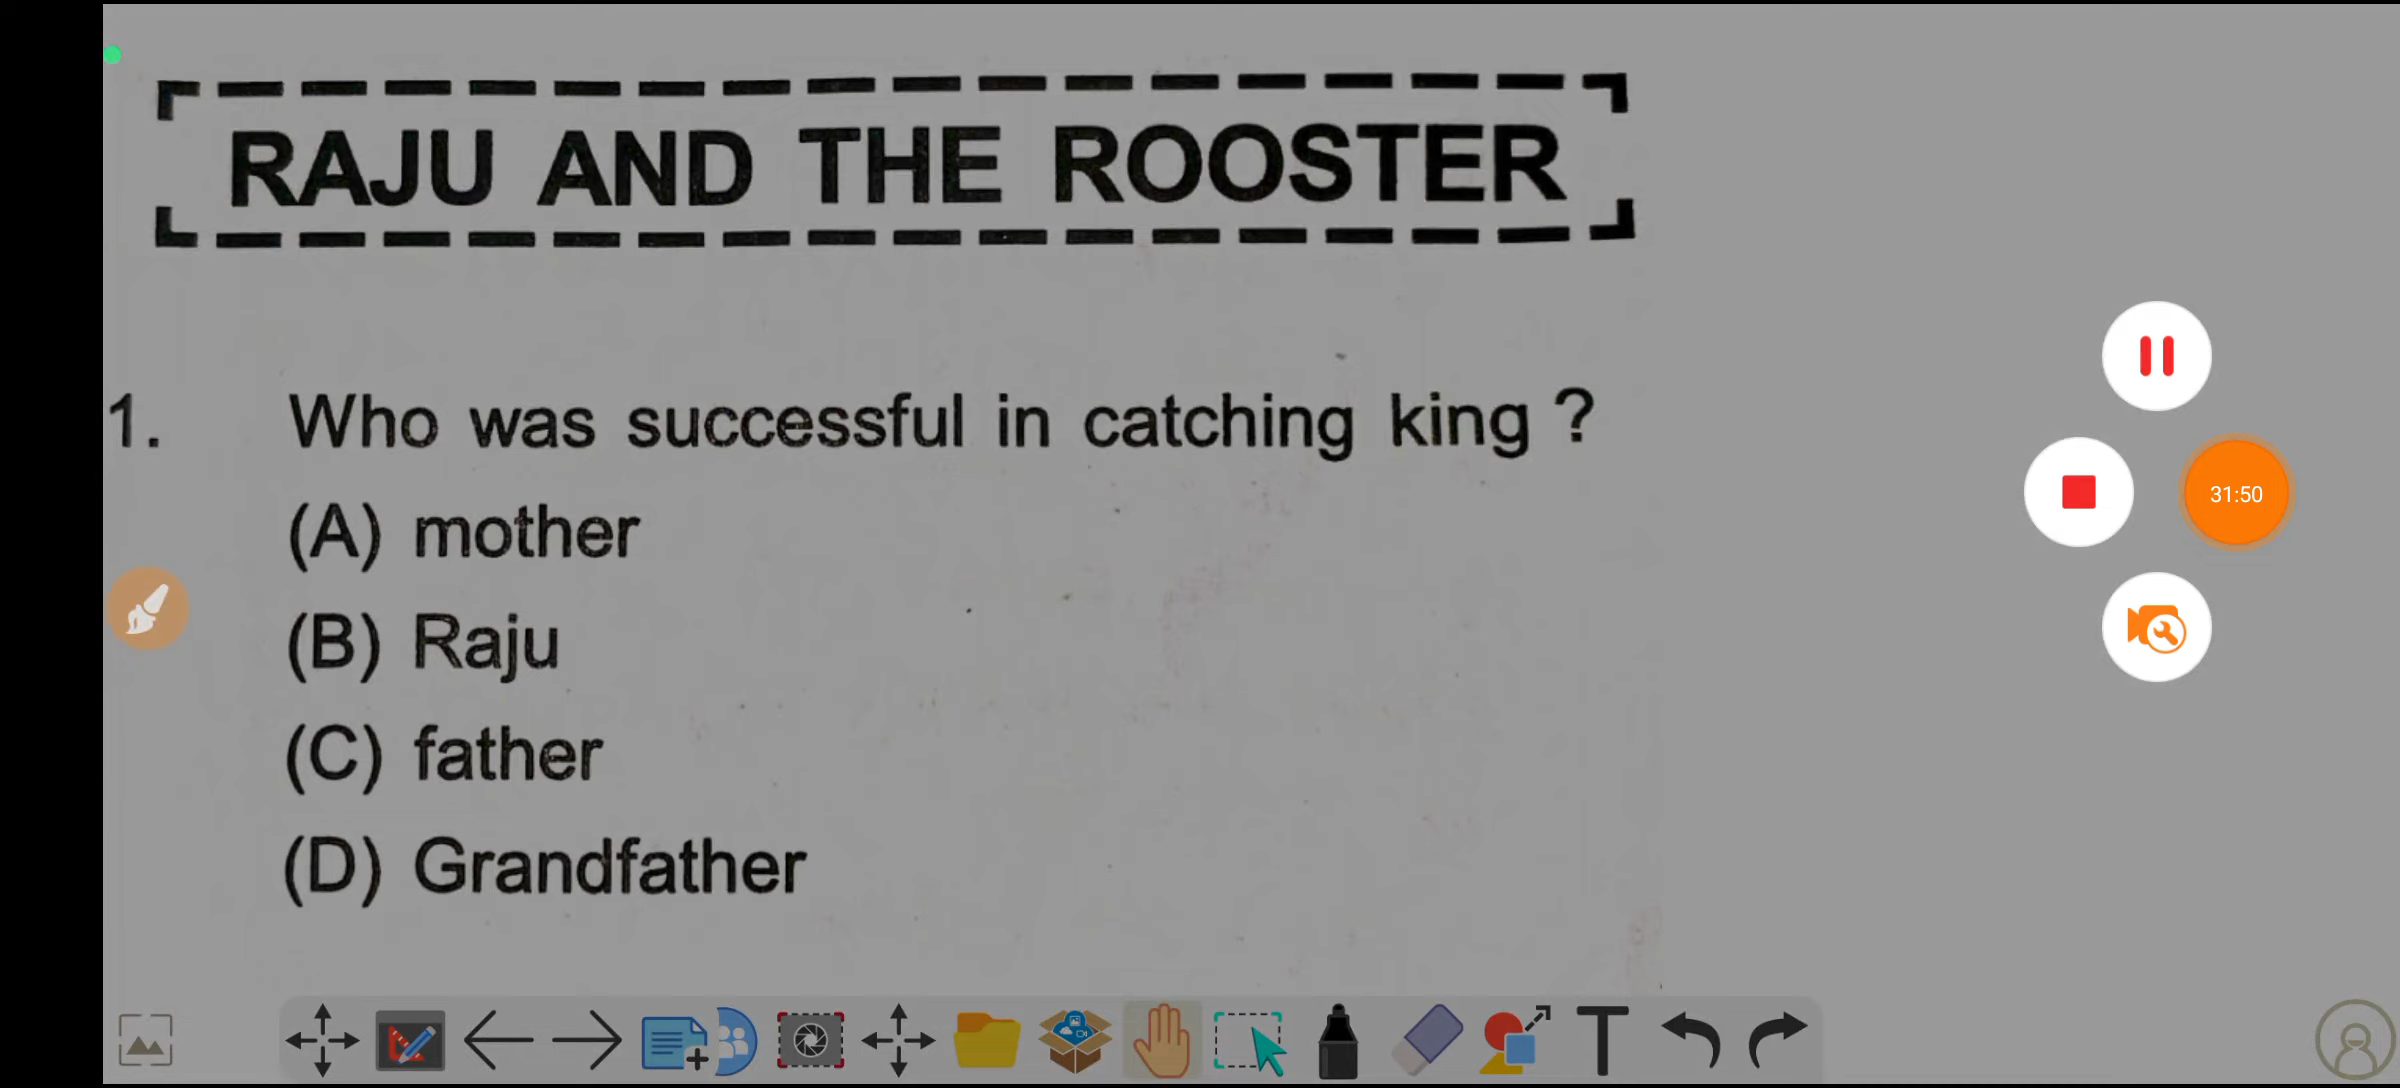 RAJU AND THE ROOSTER
1. Who was successful in catching king ?
(A) mother
(B) Raju
(C) father
(D) Grandfather
31:50